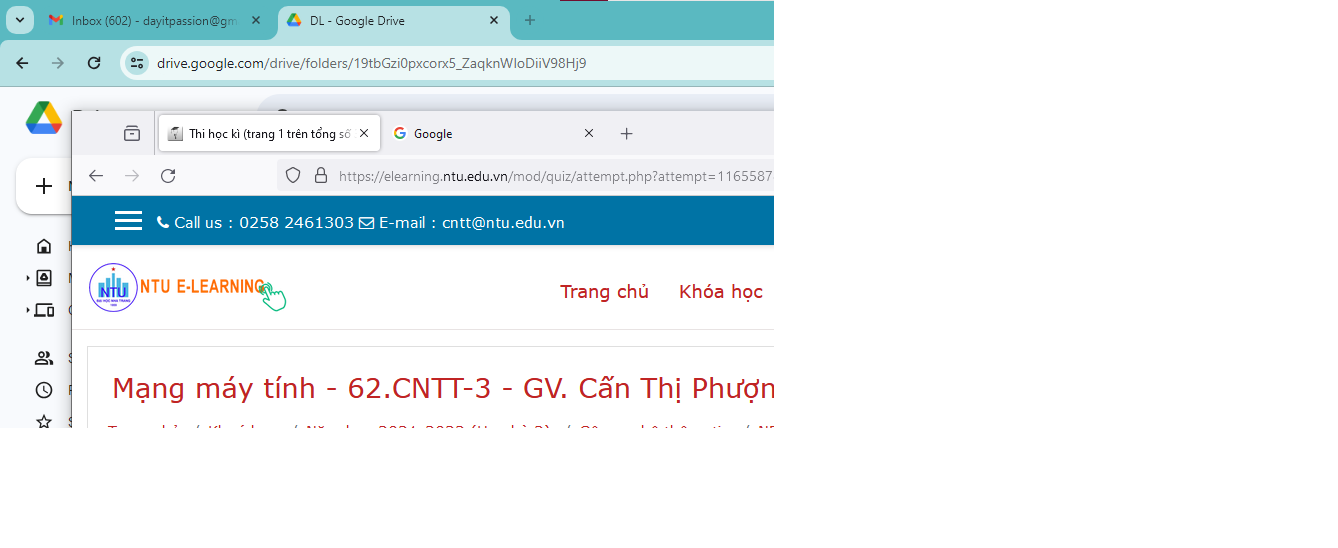 Inbox (602) - dayitpassion@gm
DL - Google Drive
drive.google.com/drive/folders/19tbGzi0pxcorx5_ZaqknWIoDiiV98Hj9
Thi học kì (trang 1 trên tổng số
Google
https://elearning.ntu.edu.vn/mod/quiz/attempt.php?attempt=1165587
Call us : 0258 2461303 E-mail : cntt@ntu.edu.vn
NTU
NTU E-LEARNING
Trang chủ Khóa học
Mạng máy tính - 62.CNTT-3 - GV. Cấn Thị Phượn